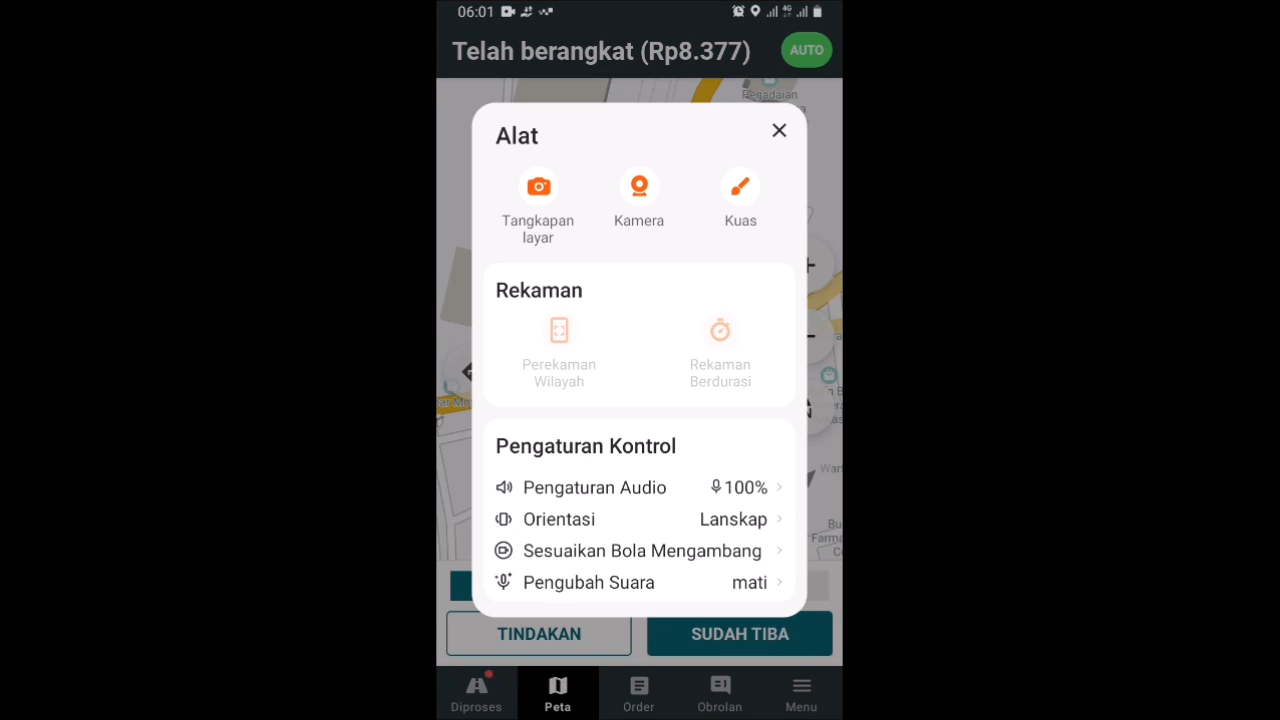 06:01
4G
Telah berangkat (Rp8.377)
AUTO
Pegadaian
Alat
Tangkapan
layar
Kamera
Kuas
Rekaman
Perekaman
Wilayah
Rekaman
Berdurasi
Pengaturan Kontrol
Pengaturan Audio 100%
Orientasi Lanskap
Sesuaikan Bola Mengambang
Pengubah Suara mati
TINDAKAN
SUDAH TIBA
Diproses
Peta
Order
Obrolan
Menu